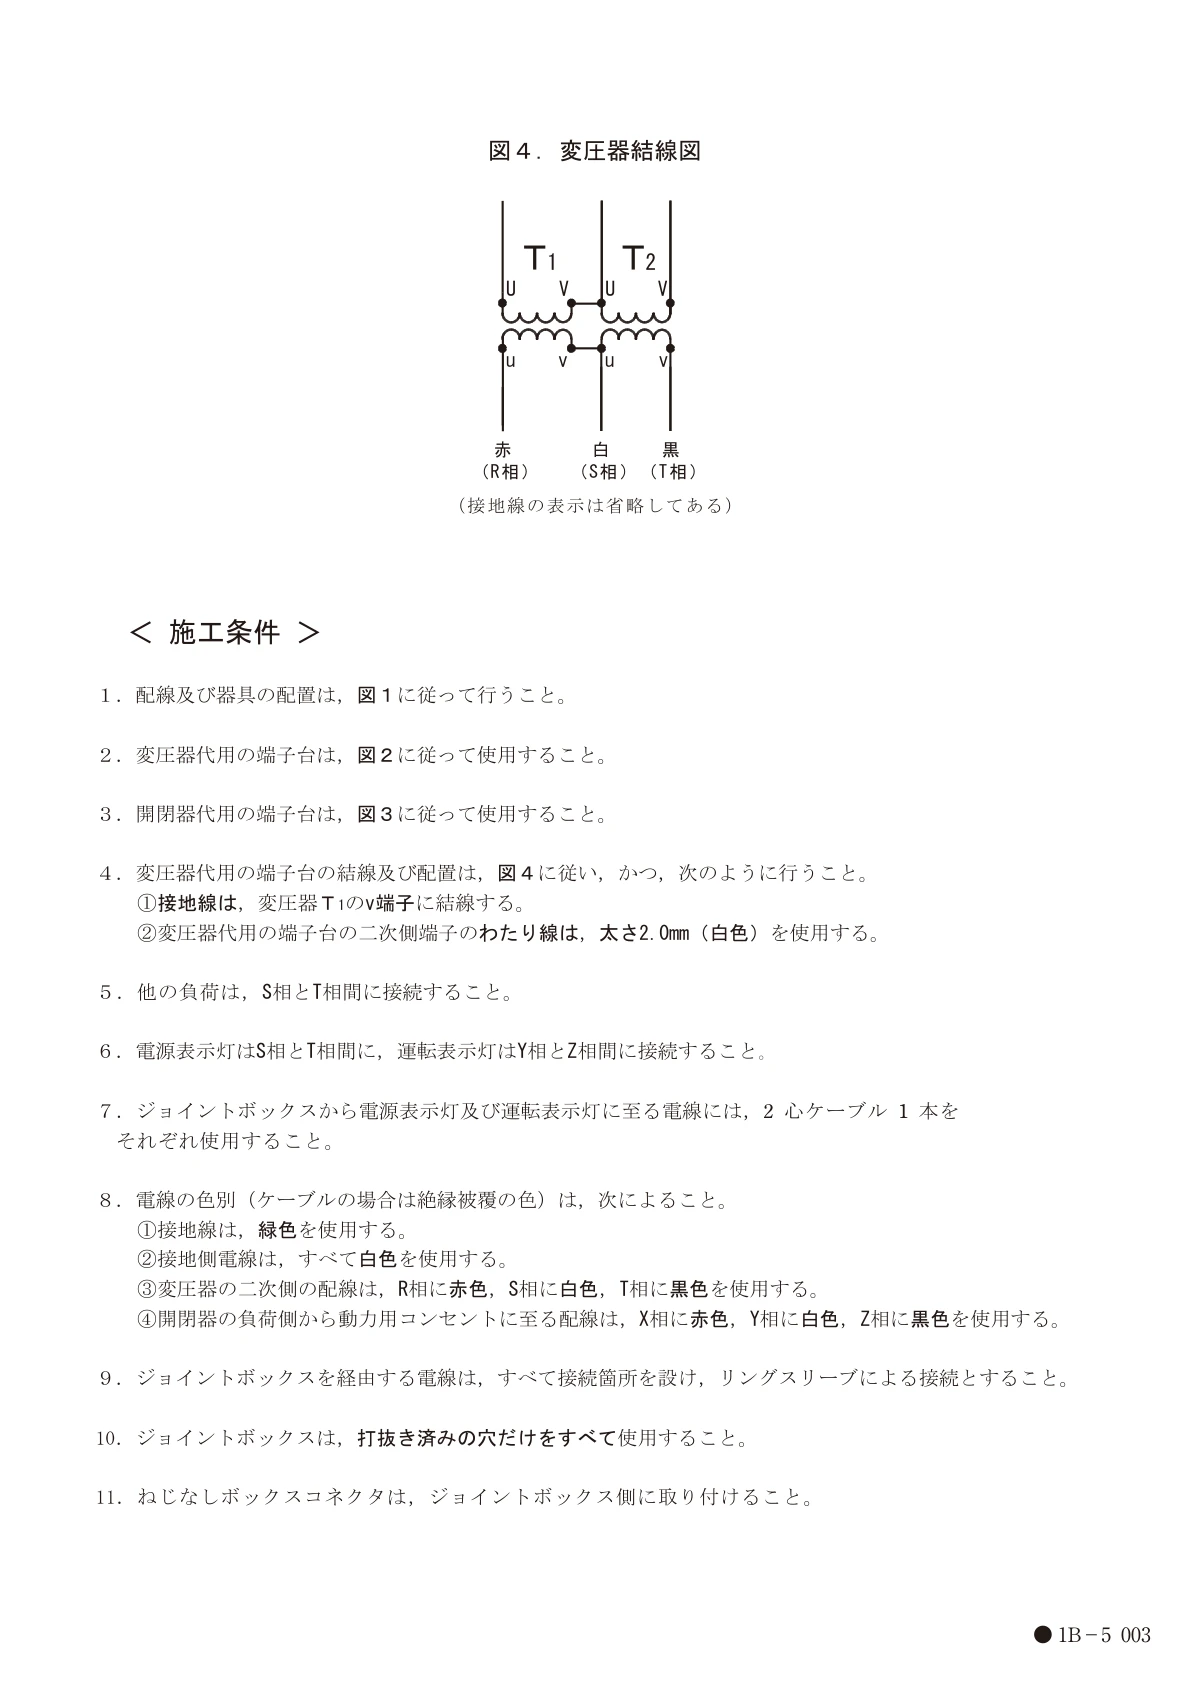 図４．変圧器結線図
T1 T2
U V U V
u v u v
赤 白 黒
（R相）（S相）（T相）
（接地線の表示は省略してある）
＜ 施工条件 ＞
１．配線及び器具の配置は，図１に従って行うこと。
２．変圧器代用の端子台は，図２に従って使用すること。
３．開閉器代用の端子台は，図３に従って使用すること。
４．変圧器代用の端子台の結線及び配置は，図４に従い，かつ，次のように行うこと。
①接地線は，変圧器Ｔ1のv端子に結線する。
②変圧器代用の端子台の二次側端子のわたり線は，太さ2.0mm（白色）を使用する。
５．他の負荷は，S相とT相間に接続すること。
６．電源表示灯はS相とT相間に，運転表示灯はY相とZ相間に接続すること。
７．ジョイントボックスから電源表示灯及び運転表示灯に至る電線には，2 心ケーブル 1 本を
それぞれ使用すること。
８．電線の色別（ケーブルの場合は絶縁被覆の色）は，次によること。
①接地線は，緑色を使用する。
②接地側電線は，すべて白色を使用する。
③変圧器の二次側の配線は，R相に赤色，S相に白色，T相に黒色を使用する。
④開閉器の負荷側から動力用コンセントに至る配線は，X相に赤色，Y相に白色，Z相に黒色を使用する。
９．ジョイントボックスを経由する電線は，すべて接続箇所を設け，リングスリーブによる接続とすること。
10．ジョイントボックスは，打抜き済みの穴だけをすべて使用すること。
11．ねじなしボックスコネクタは，ジョイントボックス側に取り付けること。
●1B－5 003